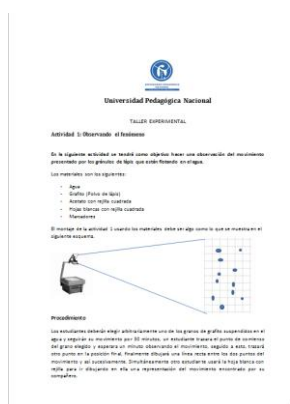 Universidad Pedagógica Nacional
TALLER EXPERIMENTAL
Actividad 1: Observando el fenómeno
En la siguiente actividad se tendrá como objetivo hacer una observación del movimiento
presentado por los gránulos de lápiz que están flotando en el agua.
Los materiales son los siguientes:
- Agua
- Grafito (Polvo de lápiz)
- Acetato con rejilla cuadrada
- Hojas blancas con rejilla cuadrada
- Marcadores
El montaje de la actividad 1 usando los materiales debe ser algo como lo que se muestra en el
siguiente esquema.
Procedimiento
Los estudiantes deberán elegir arbitrariamente uno de los granos de grafito suspendidos en el
agua y seguirán su movimiento por 30 minutos, un estudiante trazara el punto de comienzo
del grano elegido y esperara un minuto observando el movimiento, seguido a esto, trazará
otro punto en la posición final, finalmente dibujará una línea recta entre los dos puntos del
movimiento y así sucesivamente. Simultáneamente otro estudiante usará la hoja blanca con
rejilla para ir dibujando en ella una representación del movimiento encontrado por su
compañero.